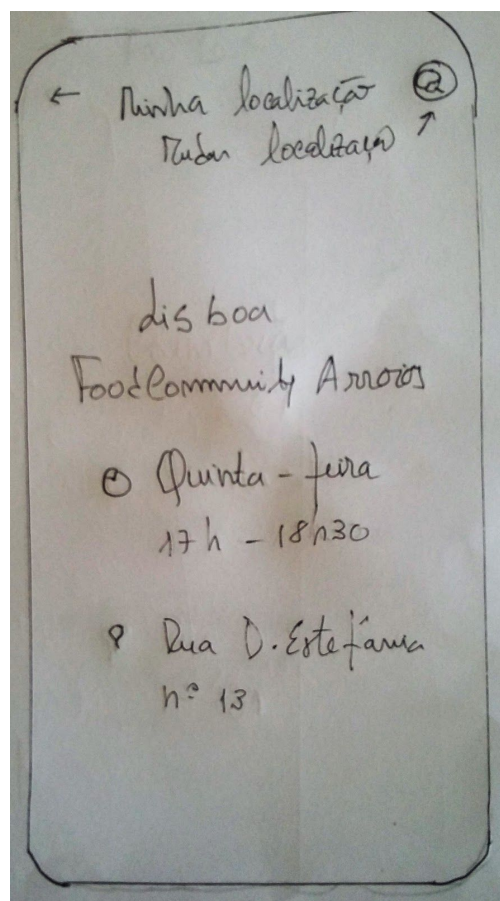 ← Minha localização
Mudar localização
Lisboa
FoodCommunity Arroios
Quinta-feira
17h - 18h30
Rua D. Estefânia
nº 13